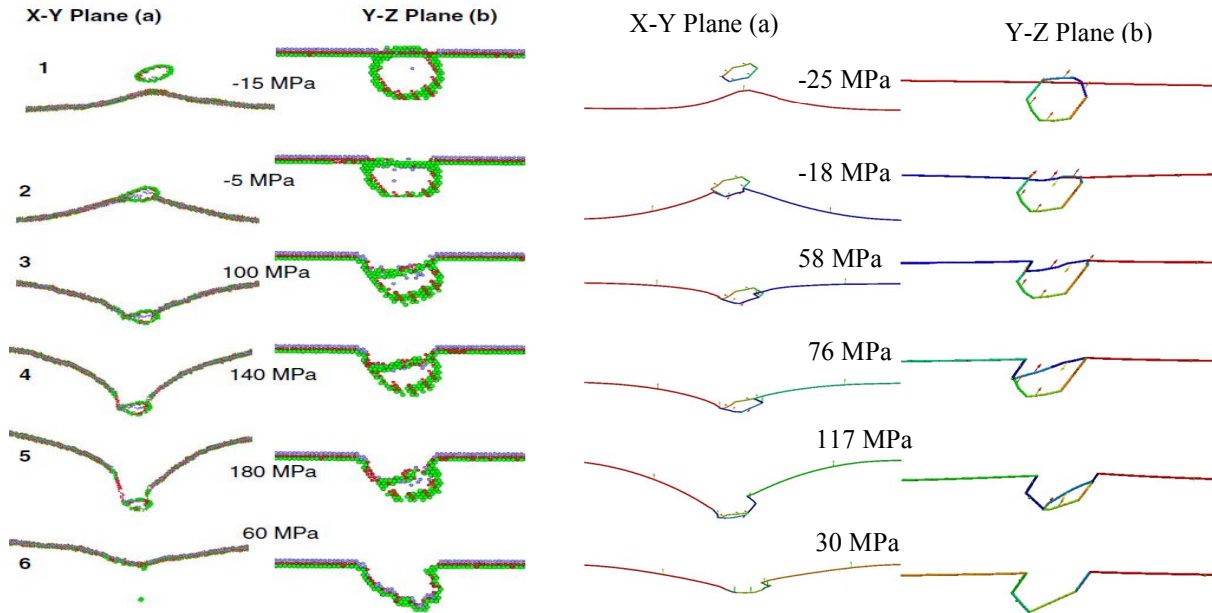 X-Y Plane (a)
Y-Z Plane (b)
1
-15 MPa
2
-5 MPa
3
100 MPa
4
140 MPa
5
180 MPa
60 MPa
6
X-Y Plane (a)
Y-Z Plane (b)
-25 MPa
-18 MPa
58 MPa
76 MPa
117 MPa
30 MPa